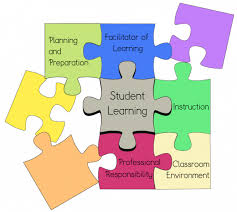 Planning
and
Preparation
Facilitator of
Learning
Student
Learning
Instruction
Professional
Responsibility
Classroom
Environment